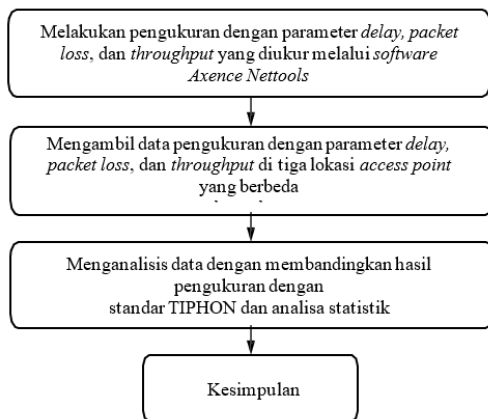 Melakukan pengukuran dengan parameter delay, packet
loss, dan throughput yang diukur melalui software
Axence Nettools
Mengambil data pengukuran dengan parameter delay,
packet loss, dan throughput di tiga lokasi access point
yang berbeda
Menganalisis data dengan membandingkan hasil
pengukuran dengan
standar TIPHON dan analisa statistik
Kesimpulan